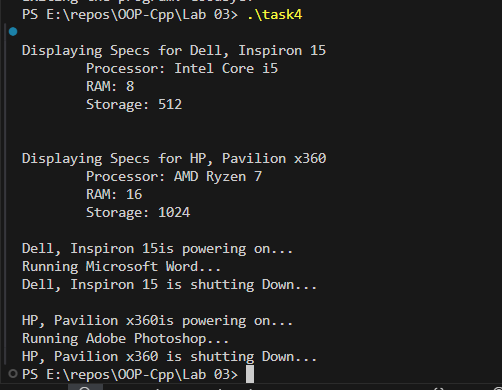 PS E:\repos\OOP-Cpp\Lab 03> .\task4
Displaying Specs for Dell, Inspiron 15
Processor: Intel Core i5
RAM: 8
Storage: 512
Displaying Specs for HP, Pavilion x360
Processor: AMD Ryzen 7
RAM: 16
Storage: 1024
Dell, Inspiron 15is powering on...
Running Microsoft Word...
Dell, Inspiron 15 is shutting Down...
HP, Pavilion x360is powering on...
Running Adobe Photoshop...
HP, Pavilion x360 is shutting Down...
PS E:\repos\OOP-Cpp\Lab 03>